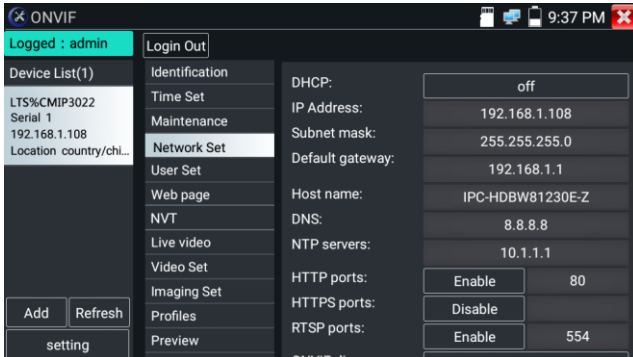 ONVIF
9:37 PM
Logged : admin
Login Out
Device List(1)
LTS%CMIP3022
Serial 1
192.168.1.108
Location country/chi...
Add
Refresh
setting
Identification
Time Set
Maintenance
Network Set
User Set
Web page
NVT
Live video
Video Set
Imaging Set
Profiles
Preview
DHCP: off
IP Address: 192.168.1.108
Subnet mask: 255.255.255.0
Default gateway: 192.168.1.1
Host name: IPC-HDBW81230E-Z
DNS: 8.8.8.8
NTP servers: 10.1.1.1
HTTP ports: Enable 80
HTTPS ports: Disable
RTSP ports: Enable 554